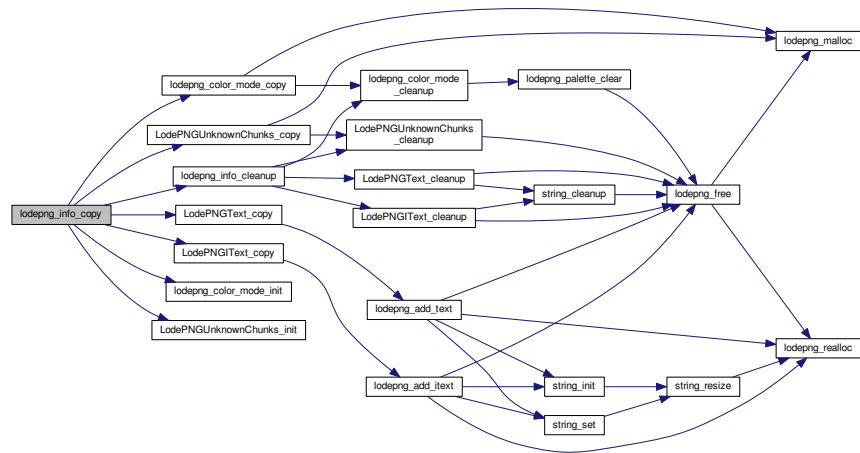 lodepng_info_copy
lodepng_color_mode_copy
LodePNGUnknownChunks_copy
lodepng_info_cleanup
LodePNGText_copy
LodePNGIText_copy
lodepng_color_mode_init
LodePNGUnknownChunks_init
lodepng_color_mode
_cleanup
LodePNGUnknownChunks
_cleanup
LodePNGText_cleanup
LodePNGIText_cleanup
lodepng_add_text
lodepng_add_itext
lodepng_palette_clear
string_cleanup
string_init
string_set
lodepng_free
string_resize
lodepng_malloc
lodepng_realloc